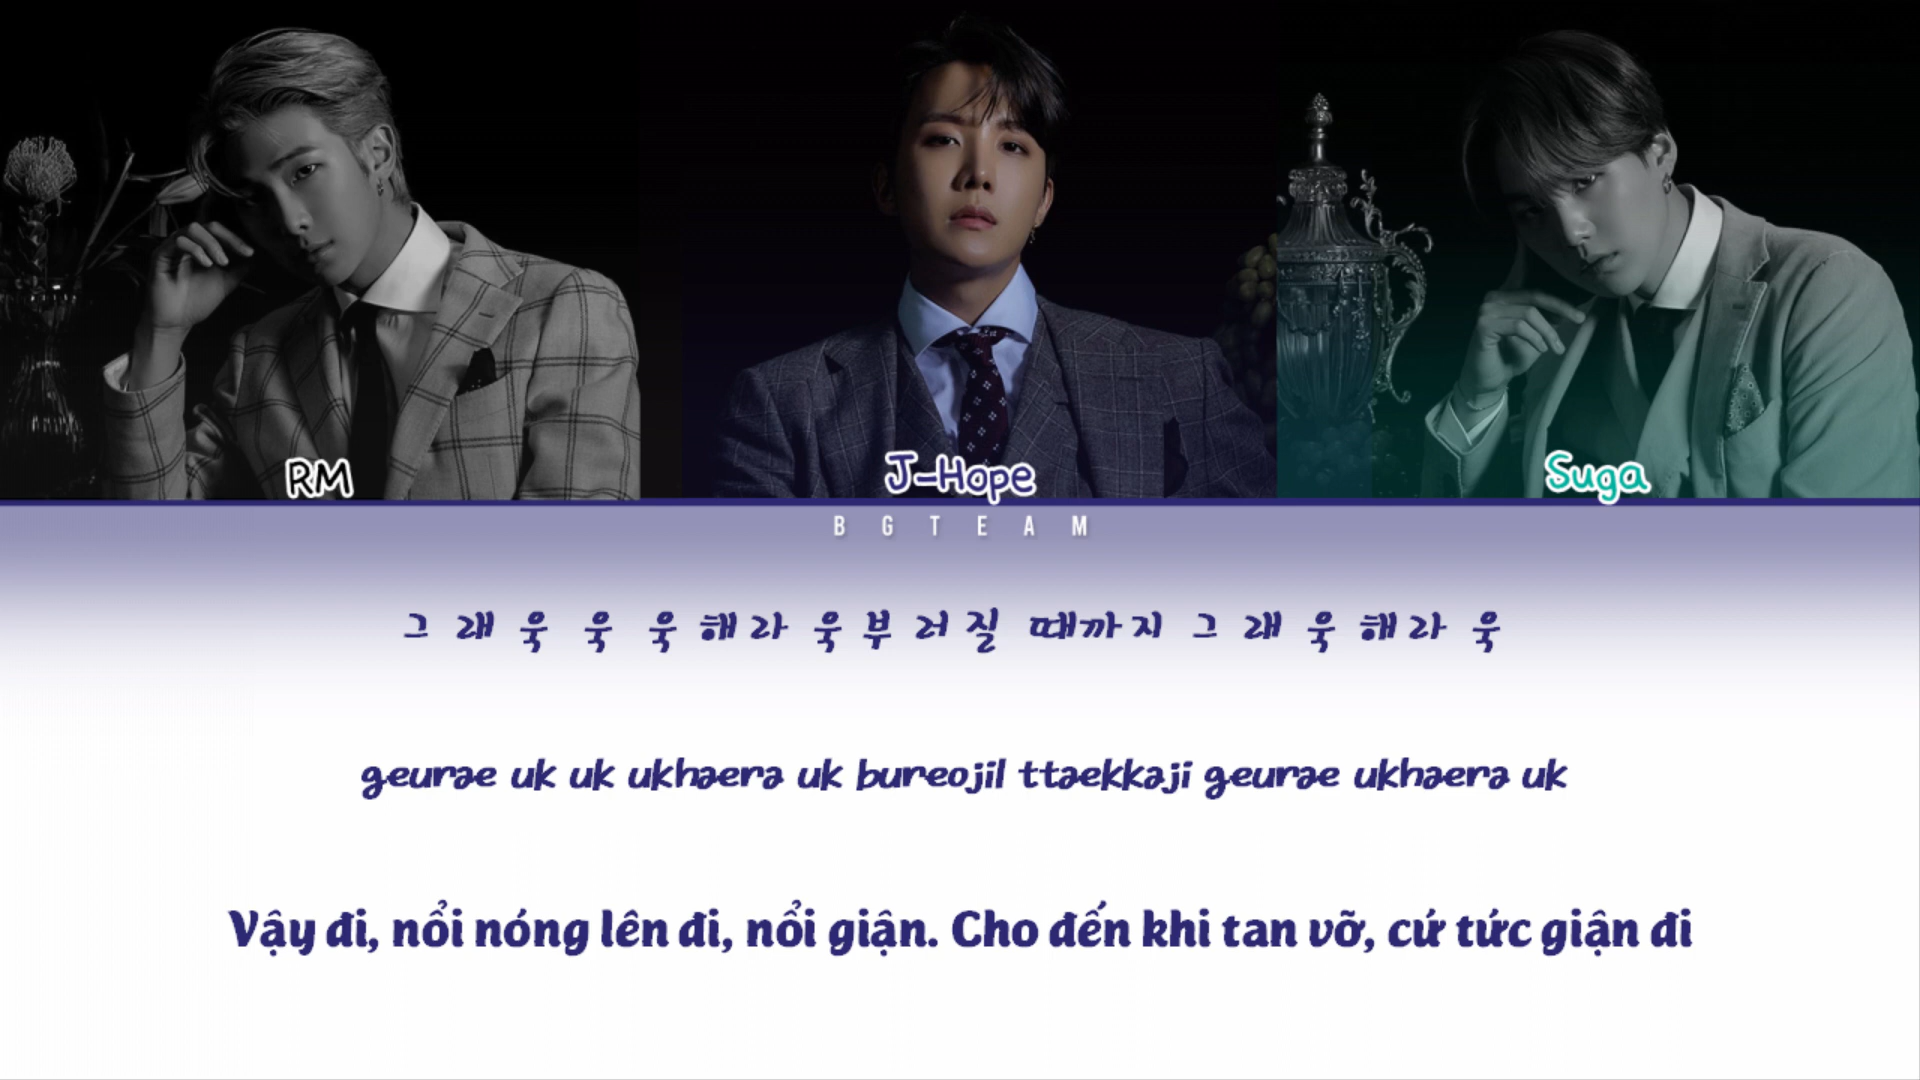 RM
J-Hope
Suga
BGTEAM
그래 욱 욱 욱해라 욱 부러질 때까지 그래 욱해라 욱
geurae uk uk ukhaera uk bureojil ttaekkaji geurae ukhaera uk
Vậy đi, nổi nóng lên đi, nổi giận. Cho đến khi tan vỡ, cứ tức giận đi